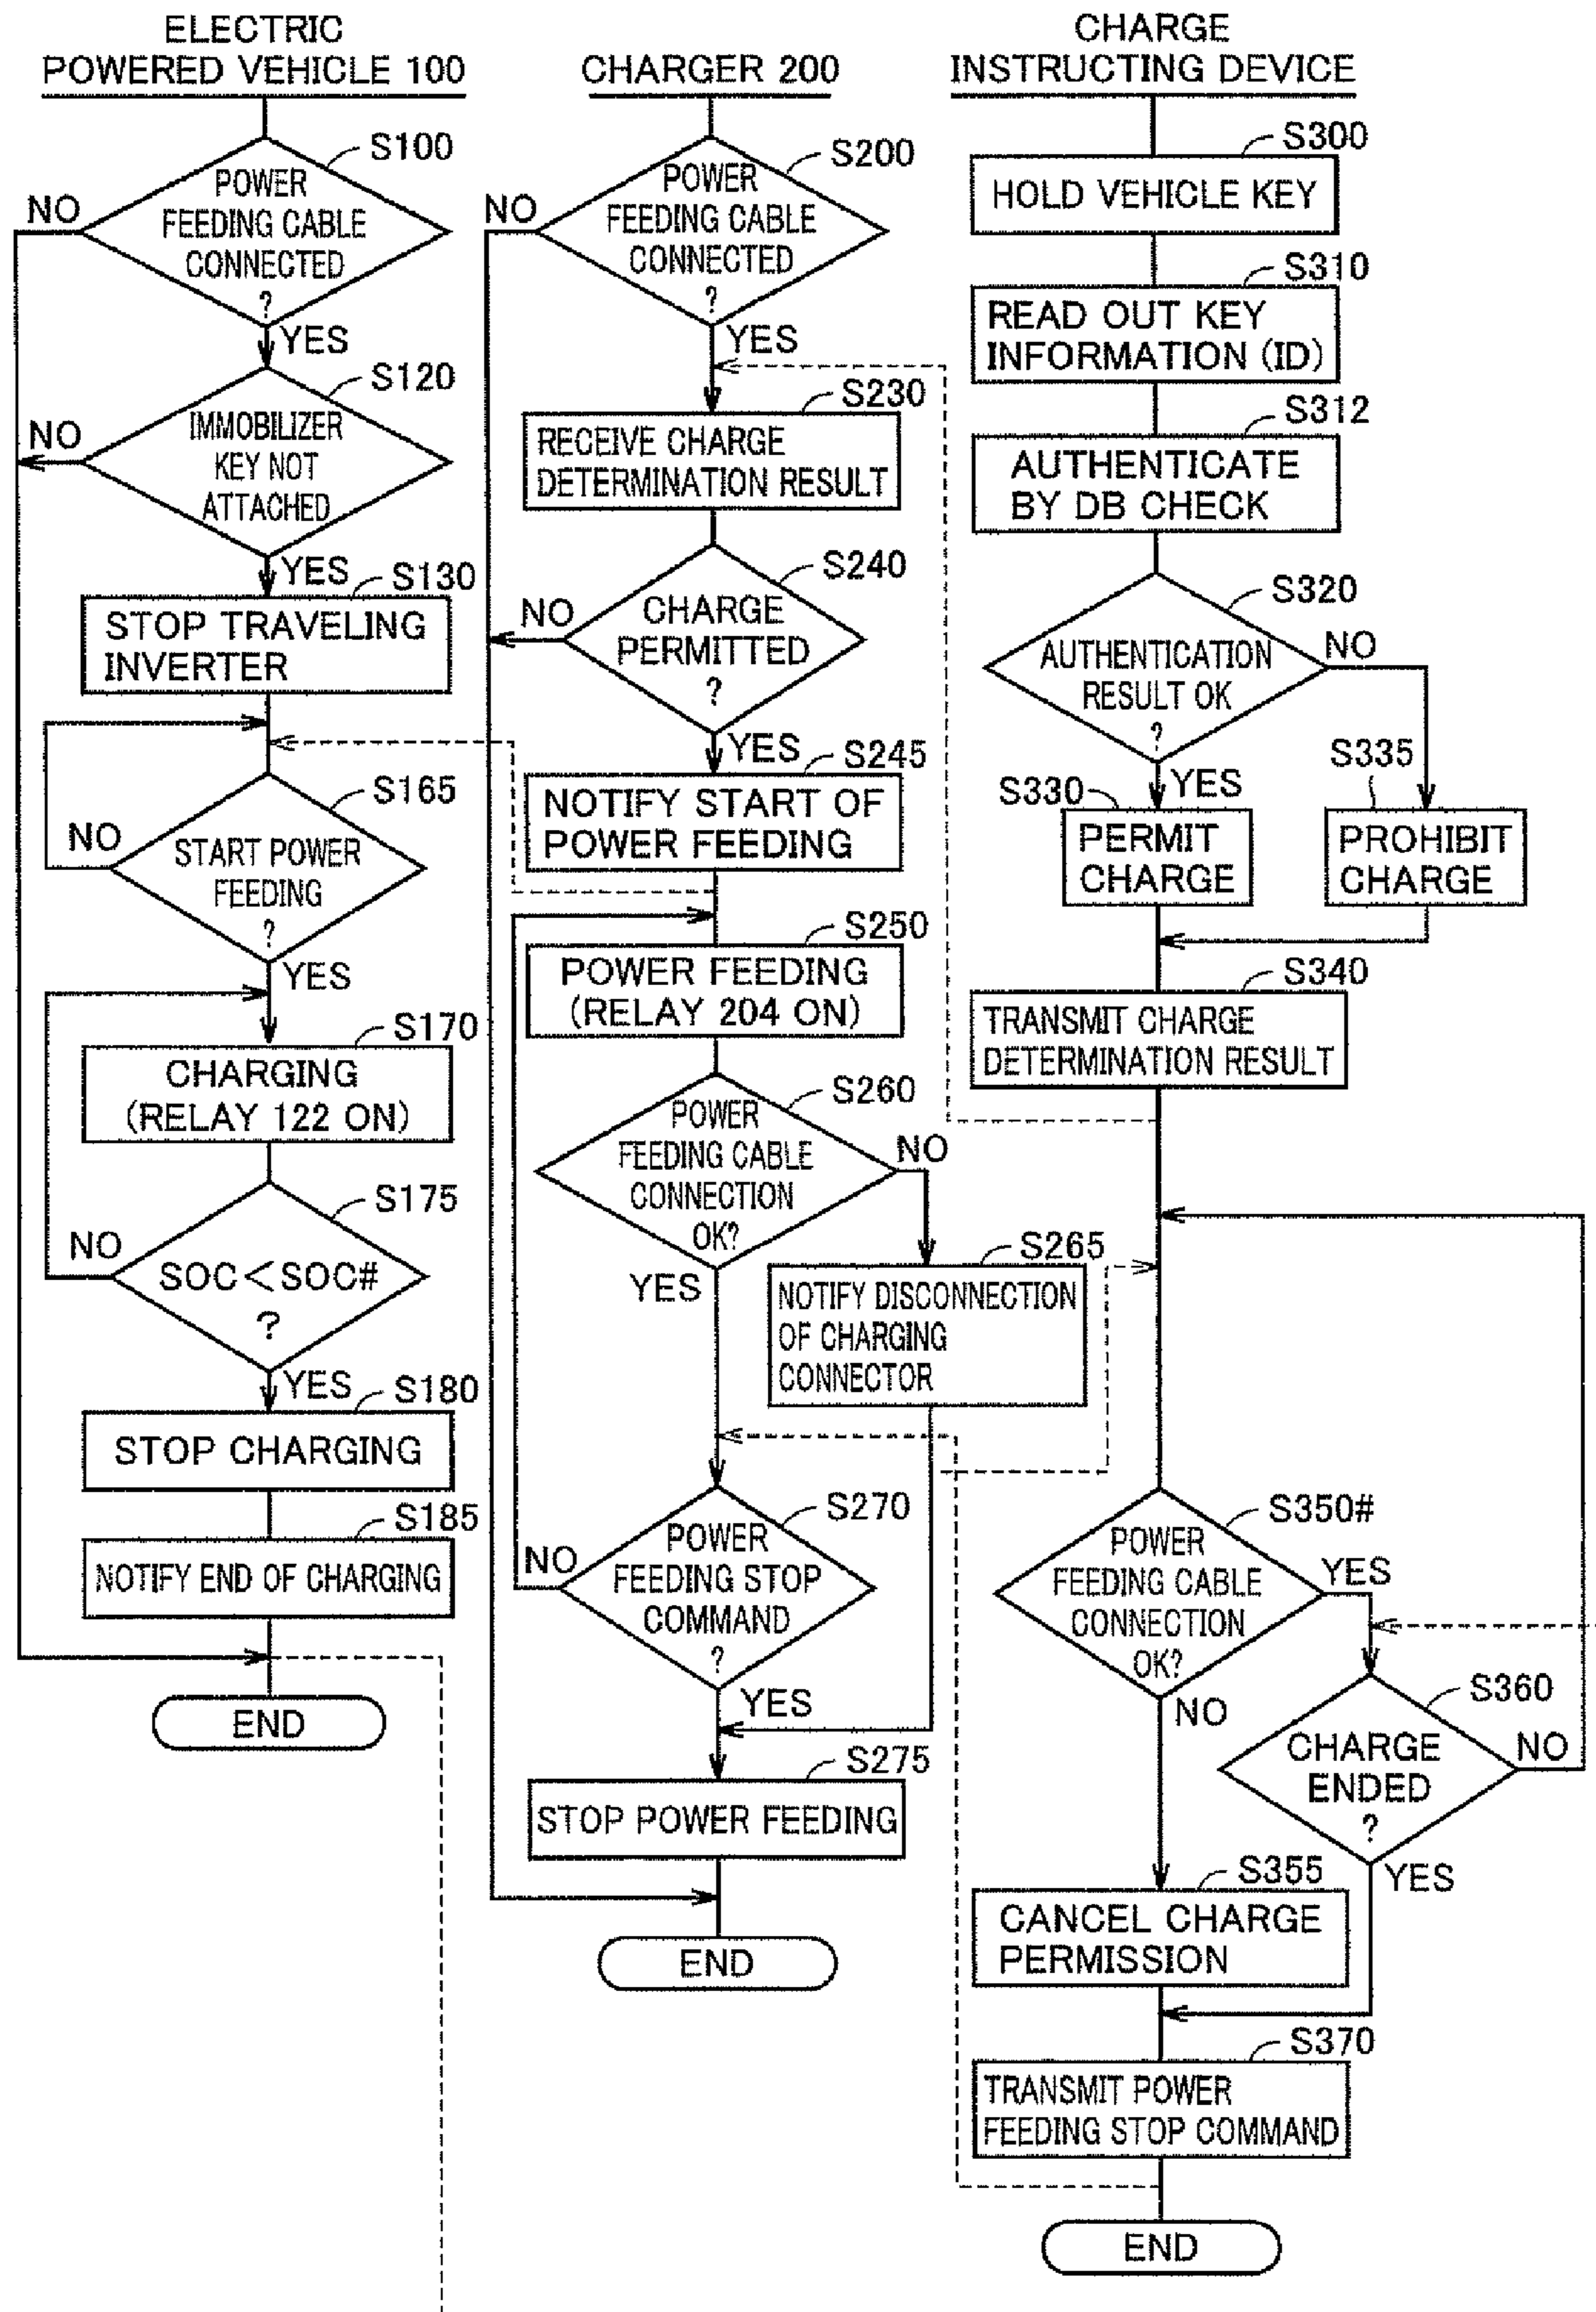 ELECTRIC
POWERED VEHICLE 100
S100
POWER
FEEDING CABLE
CONNECTED
?
NO
YES
S120
IMMOBILIZER
KEY NOT
ATTACHED
NO
YES
S130
STOP TRAVELING
INVERTER
S165
START POWER
FEEDING
?
NO
YES
S170
CHARGING
(RELAY 122 ON)
S175
SOC<SOC#
?
NO
YES
S180
STOP CHARGING
S185
NOTIFY END OF CHARGING
END
CHARGER 200
S200
POWER
FEEDING CABLE
CONNECTED
?
NO
YES
S230
RECEIVE CHARGE
DETERMINATION RESULT
S240
CHARGE
PERMITTED
?
NO
YES
S245
NOTIFY START OF
POWER FEEDING
S250
POWER FEEDING
(RELAY 204 ON)
S260
POWER
FEEDING CABLE
CONNECTION
OK?
NO
YES
S265
NOTIFY DISCONNECTION
OF CHARGING
CONNECTOR
S270
POWER
FEEDING STOP
COMMAND
?
NO
YES
S275
STOP POWER FEEDING
END
CHARGE
INSTRUCTING DEVICE
S300
HOLD VEHICLE KEY
S310
READ OUT KEY
INFORMATION (ID)
S312
AUTHENTICATE
BY DB CHECK
S320
AUTHENTICATION
RESULT OK
?
NO
YES
S330
PERMIT
CHARGE
S335
PROHIBIT
CHARGE
S340
TRANSMIT CHARGE
DETERMINATION RESULT
S350#
POWER
FEEDING CABLE
CONNECTION
OK?
YES
NO
S360
CHARGE
ENDED
?
NO
YES
S355
CANCEL CHARGE
PERMISSION
S370
TRANSMIT POWER
FEEDING STOP COMMAND
END